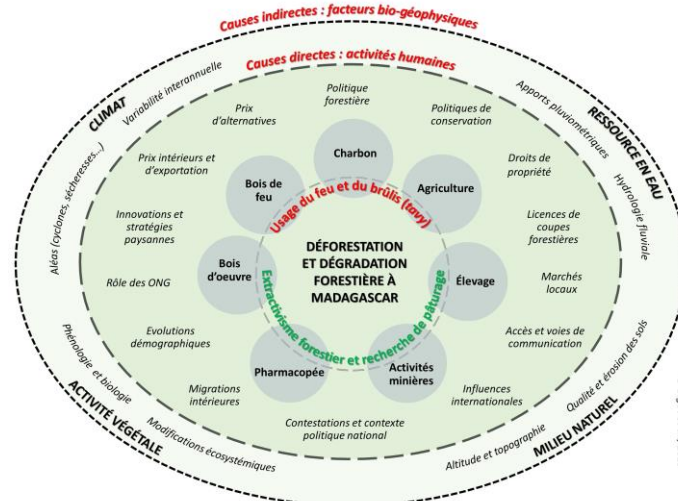 Causes indirectes : facteurs bio-géophysiques
Causes directes : activités humaines
CLIMAT
Variabilité interannuelle
Aléas (cyclones, sécheresses...)
RESSOURCE EN EAU
Apports pluviométriques
Hydrologie fluviale
Politique
forestière
Prix
d'alternatives
Politiques de
conservation
Prix intérieurs et
d'exportation
Droits de
propriété
Innovations et
stratégies
paysannes
Licences de
coupes
forestières
Rôle des ONG
Marchés
locaux
Evolutions
démographiques
Accès et voies de
communication
Migrations
intérieures
Influences
internationales
Contestations et contexte
politique national
Charbon
Bois de
feu
Agriculture
Bois
d'oeuvre
Élevage
Pharmacopée
Activités
minières
Usage du feu et du brûlis (tavy)
DÉFORESTATION
ET DÉGRADATION
FORESTIÈRE À
MADAGASCAR
Extractivisme forestier et recherche de pâturage
Phénologie et biologie
ACTIVITÉ VÉGÉTALE
Modifications écosystémiques
Altitude et topographie
MILIEU NATUREL
Qualité et érosion des sols